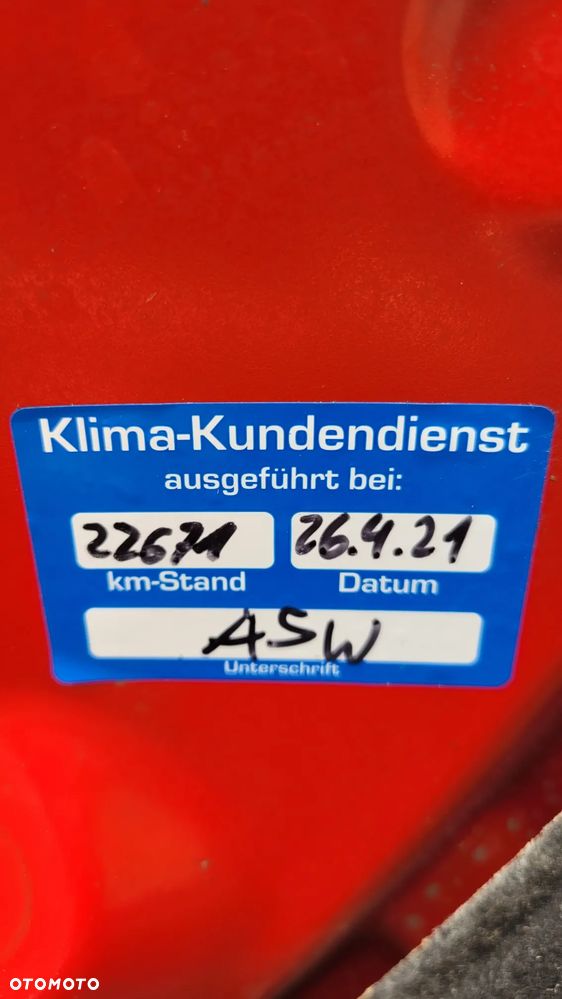 Klima-Kundendienst
ausgeführt bei:
22671 26.4.21
km-Stand Datum
ASW
Unterschrift
OTOMOTO